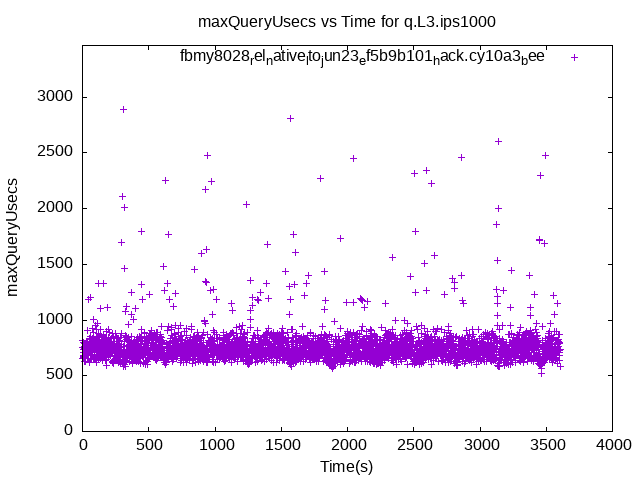 maxQueryUsecs vs Time for q.L3.ips1000
fbmy8028relnativeltojun23ef5b9b101hack.cy10a3bee
3000
2500
2000
1500
1000
500
0
maxQueryUsecs
0 500 1000 1500 2000 2500 3000 3500 4000
Time(s)